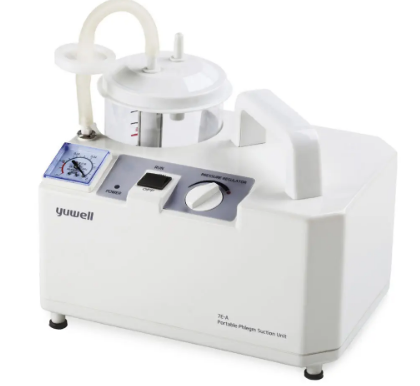 PRESSURE REGULATOR
POWER
yuwell
7E-A
Portable Phlegm Suction Unit